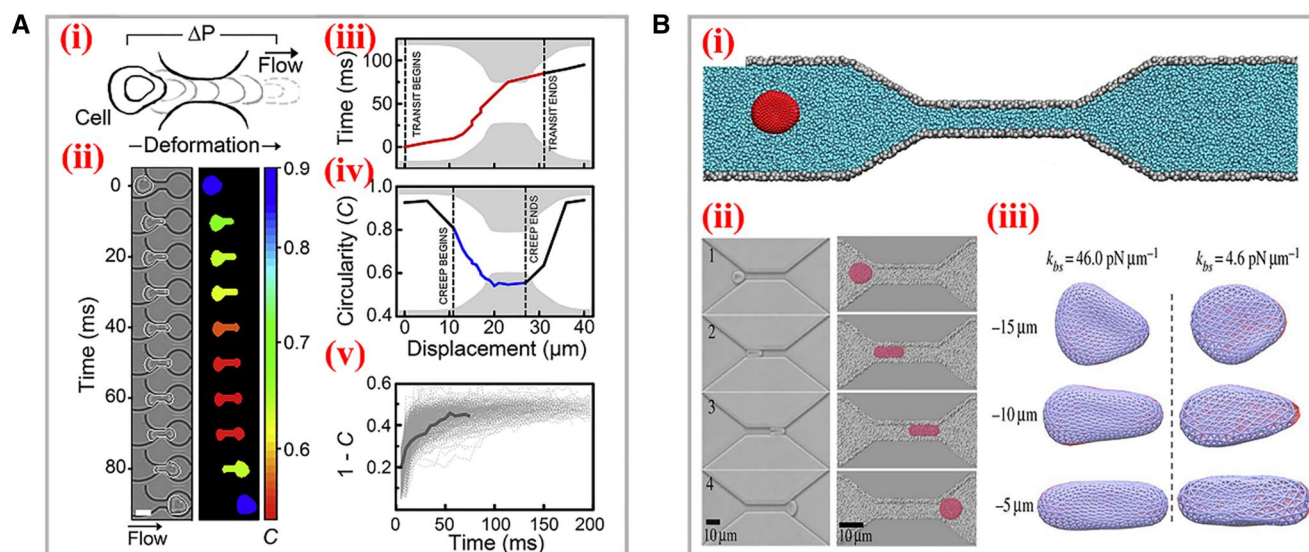 A
(i)
ΔP
Flow
Cell
(ii)
Deformation
0.9
0.8
0.7
0.6
C
Time (ms)
0
20
40
60
80
Flow
(iii)
Time (ms)
100
50
0
TRANSIT BEGINS
TRANSIT ENDS
(iv)
Circularity (C)
1.0
0.8
0.6
0.4
CREEP BEGINS
CREEP ENDS
0 10 20 30 40
Displacement (µm)
(v)
1 - C
0.6
0.4
0.2
0 50 100 150 200
Time (ms)
B
(i)
(ii)
1
2
3
4
10 µm
10 µm
(iii)
kbs = 46.0 pN µm−1
kbs = 4.6 pN µm−1
−15 µm
−10 µm
−5 µm